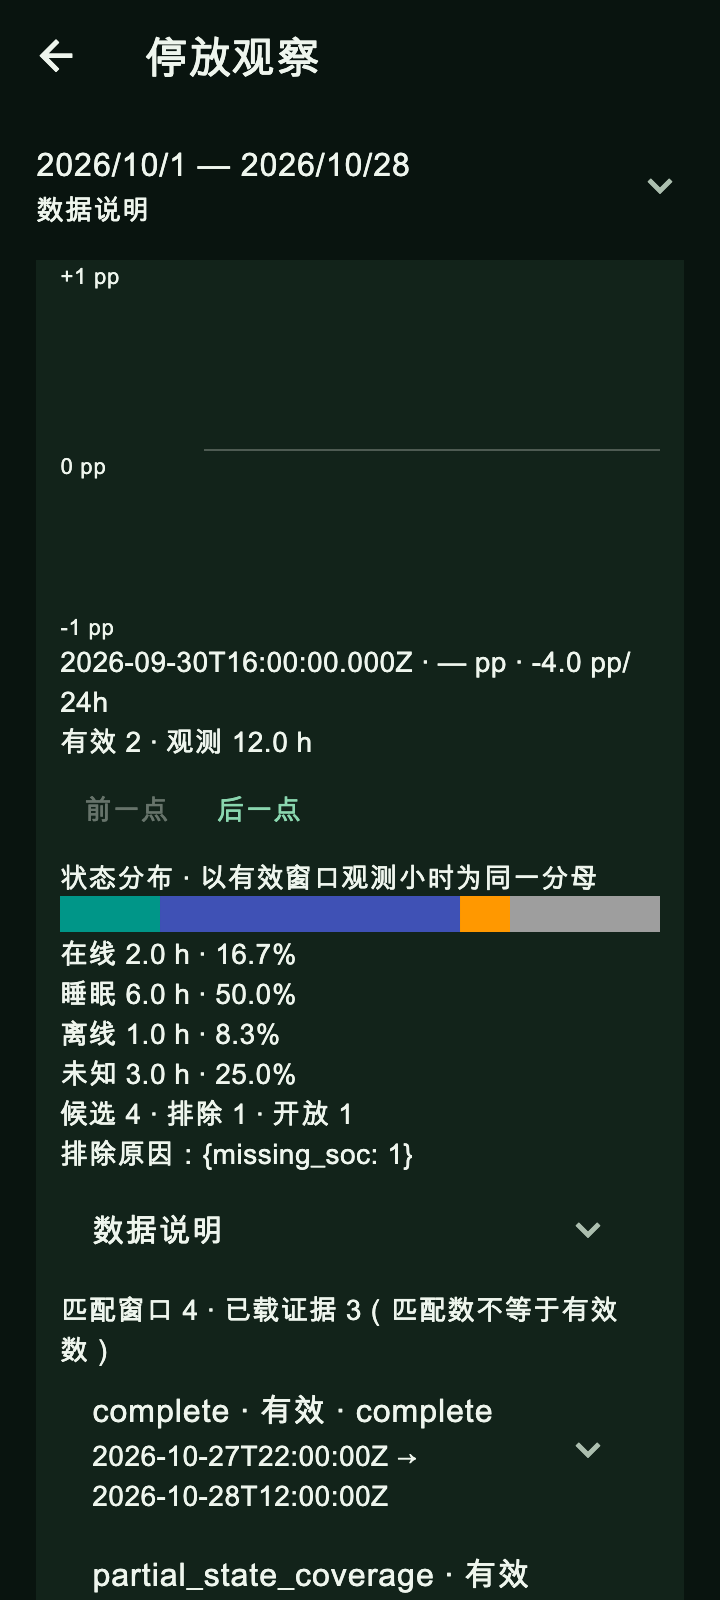 停放观察
2026/10/1 — 2026/10/28
数据说明
+1 pp
0 pp
-1 pp
2026-09-30T16:00:00.000Z · — pp · -4.0 pp/
24h
有效 2 · 观测 12.0 h
前一点 后一点
状态分布 · 以有效窗口观测小时为同一分母
在线 2.0 h · 16.7%
睡眠 6.0 h · 50.0%
离线 1.0 h · 8.3%
未知 3.0 h · 25.0%
候选 4 · 排除 1 · 开放 1
排除原因：{missing_soc: 1}
数据说明
匹配窗口 4 · 已载证据 3（匹配数不等于有效
数）
complete · 有效 · complete
2026-10-27T22:00:00Z →
2026-10-28T12:00:00Z
partial_state_coverage · 有效